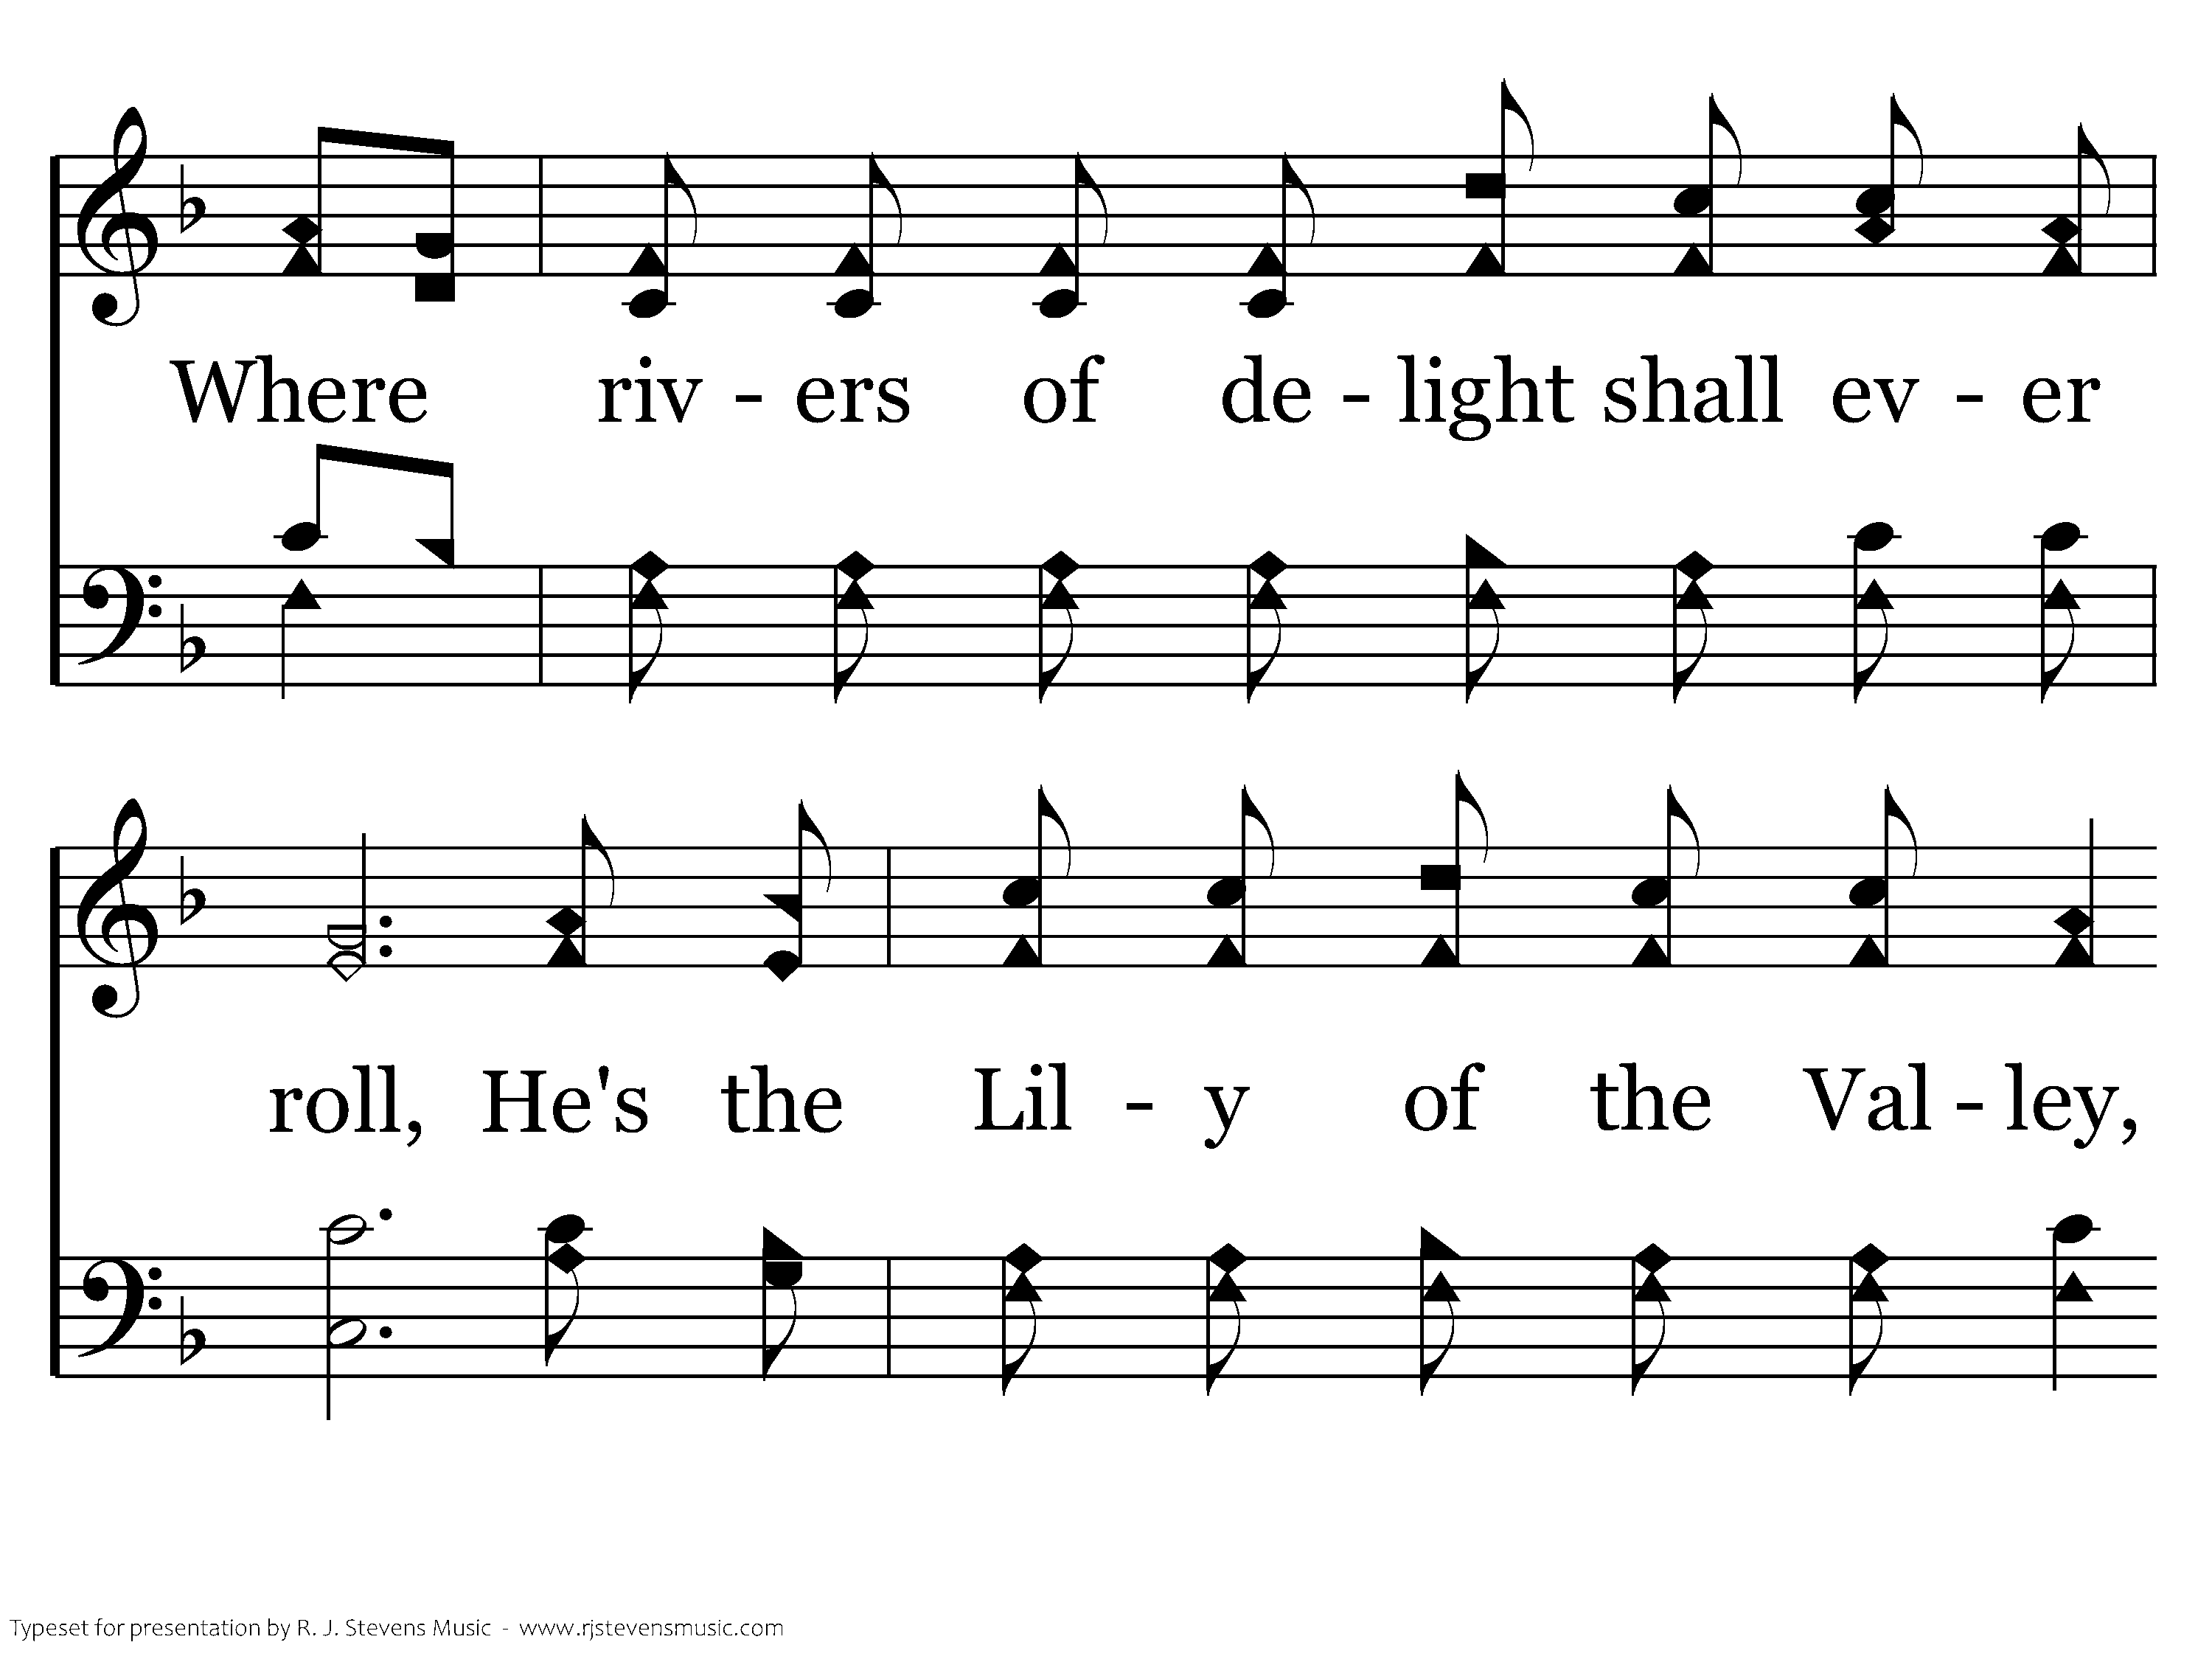 Where riv - ers of de - light shall ev - er
roll, He's the Lil - y of the Val - ley,
Typeset for presentation by R. J. Stevens Music - www.rjstevensmusic.com